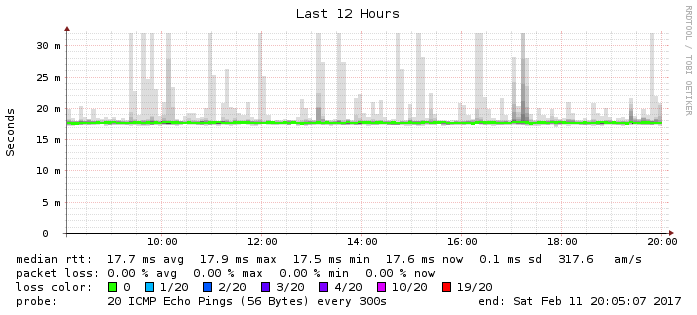 Last 12 Hours
RRDTOOL / TOBI OETIKER
Seconds
30 m
25 m
20 m
15 m
10 m
5 m
0
10:00 12:00 14:00 16:00 18:00 20:00
median rtt: 17.7 ms avg 17.9 ms max 17.5 ms min 17.6 ms now 0.1 ms sd 317.6 am/s
packet loss: 0.00 % avg 0.00 % max 0.00 % min 0.00 % now
loss color: 0 1/20 2/20 3/20 4/20 10/20 19/20
probe: 20 ICMP Echo Pings (56 Bytes) every 300s end: Sat Feb 11 20:05:07 2017